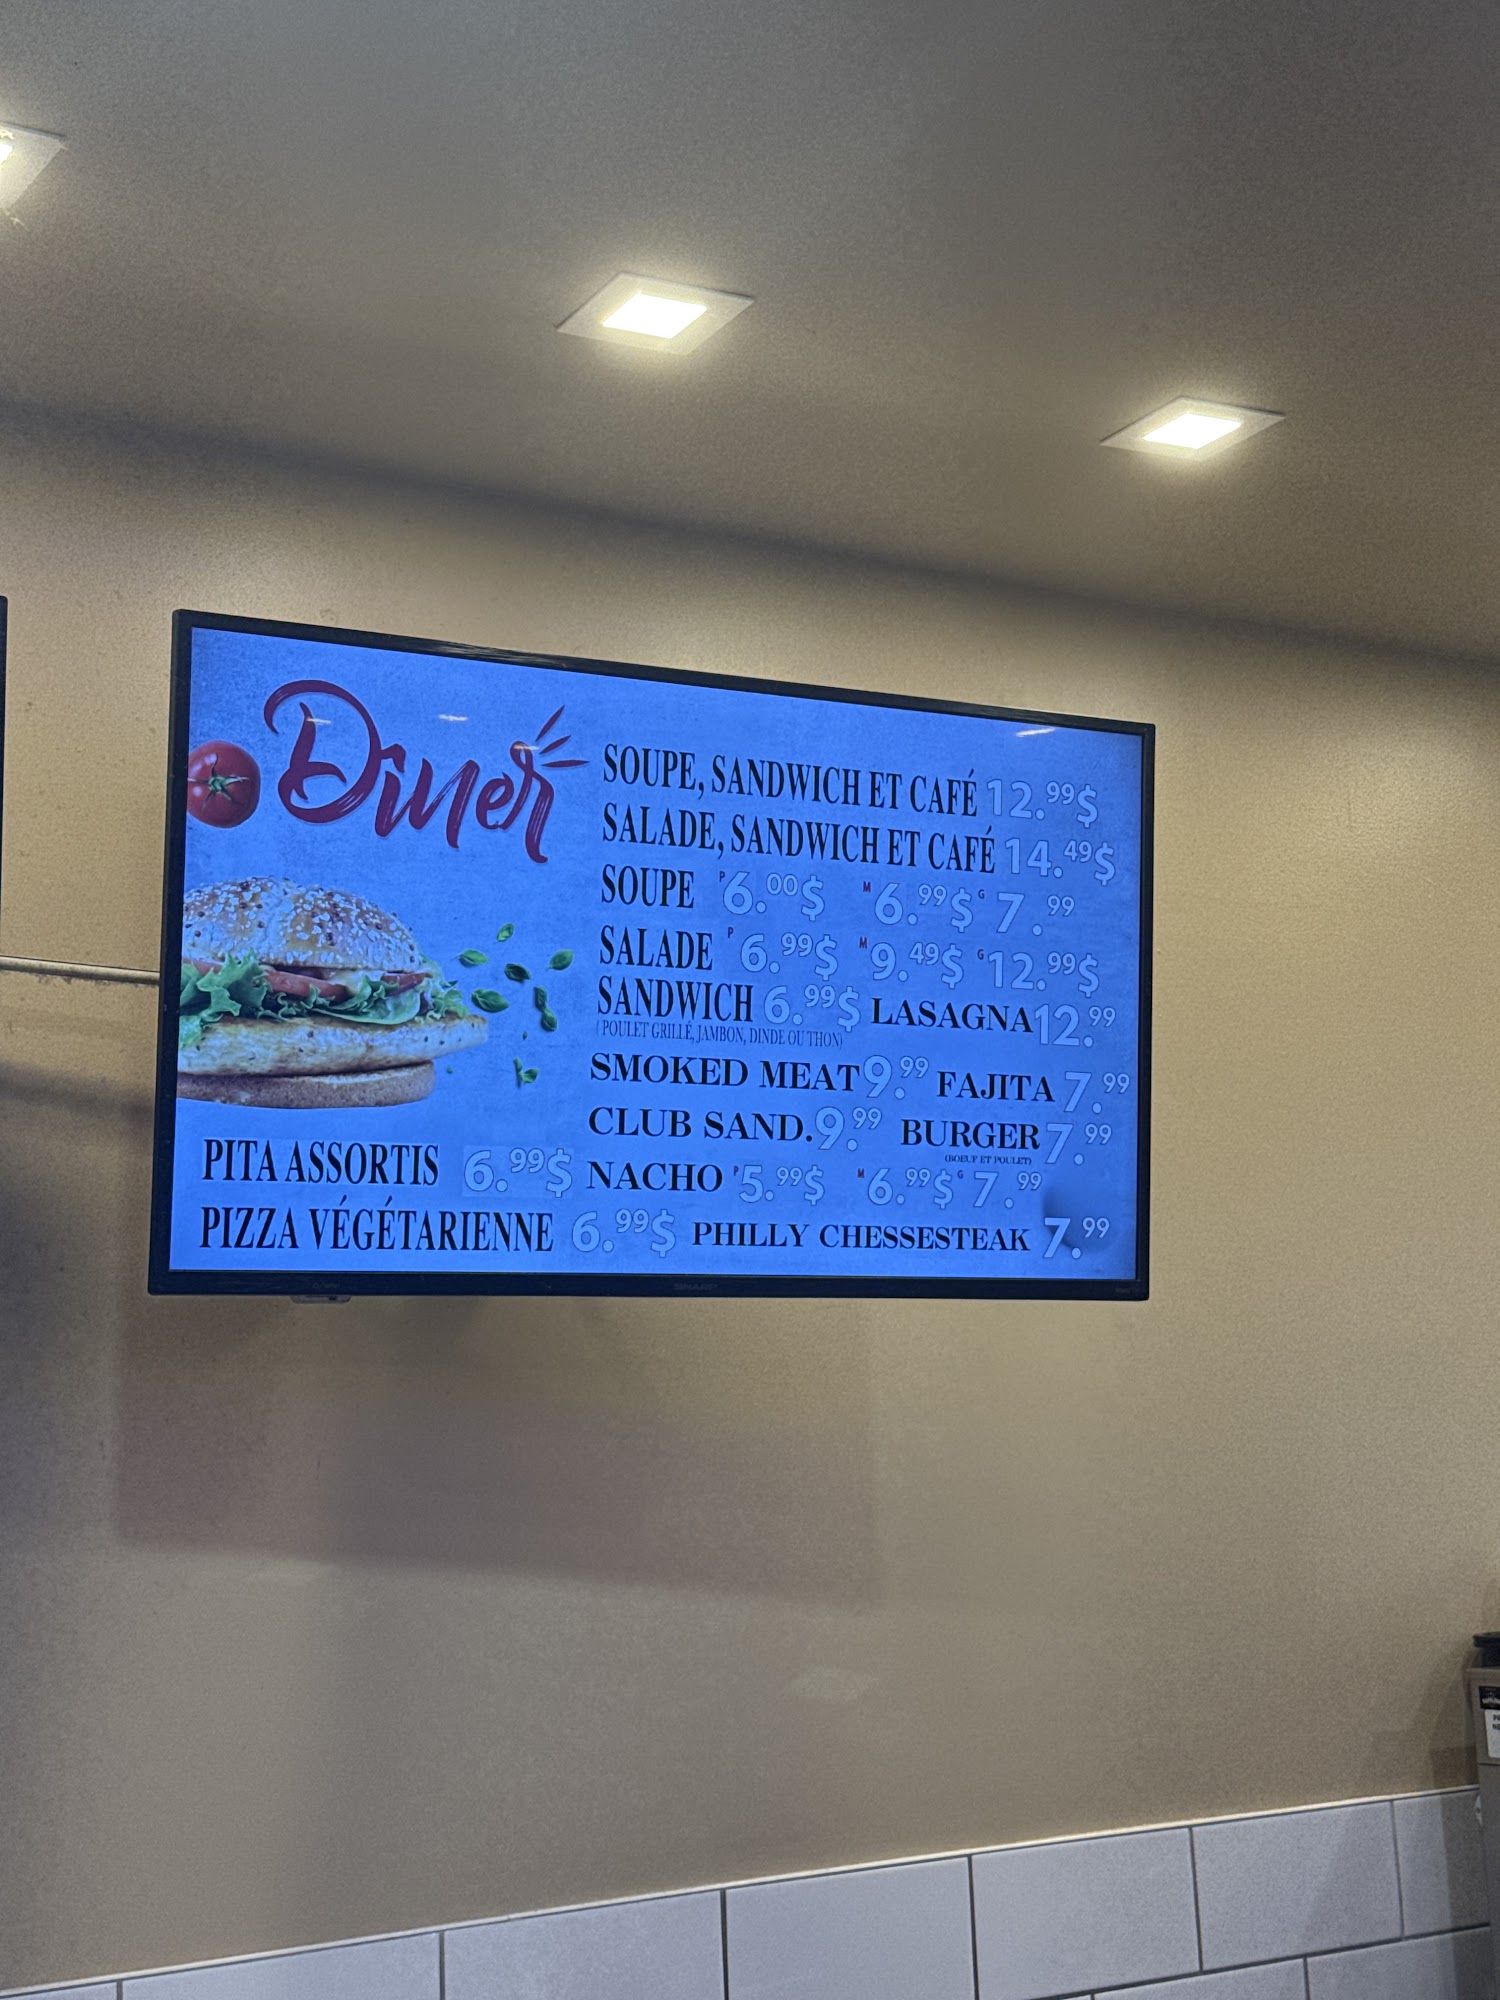 Dîner
SOUPE, SANDWICH ET CAFÉ 12.99$
SALADE, SANDWICH ET CAFÉ 14.49$
SOUPE P 6.00$ M 6.99$ G 7.99
SALADE P 6.99$ M 9.49$ G 12.99$
SANDWICH 6.99$ LASAGNA 12.99
(POULET GRILLÉ, JAMBON, DINDE OU THON)
SMOKED MEAT 9.99 FAJITA 7.99
CLUB SAND. 9.99 BURGER 7.99
(BOEUF ET POULET)
PITA ASSORTIS 6.99$ NACHO P 5.99$ M 6.99$ G 7.99
PIZZA VÉGÉTARIENNE 6.99$ PHILLY CHESSESTEAK 7.99
SHARP